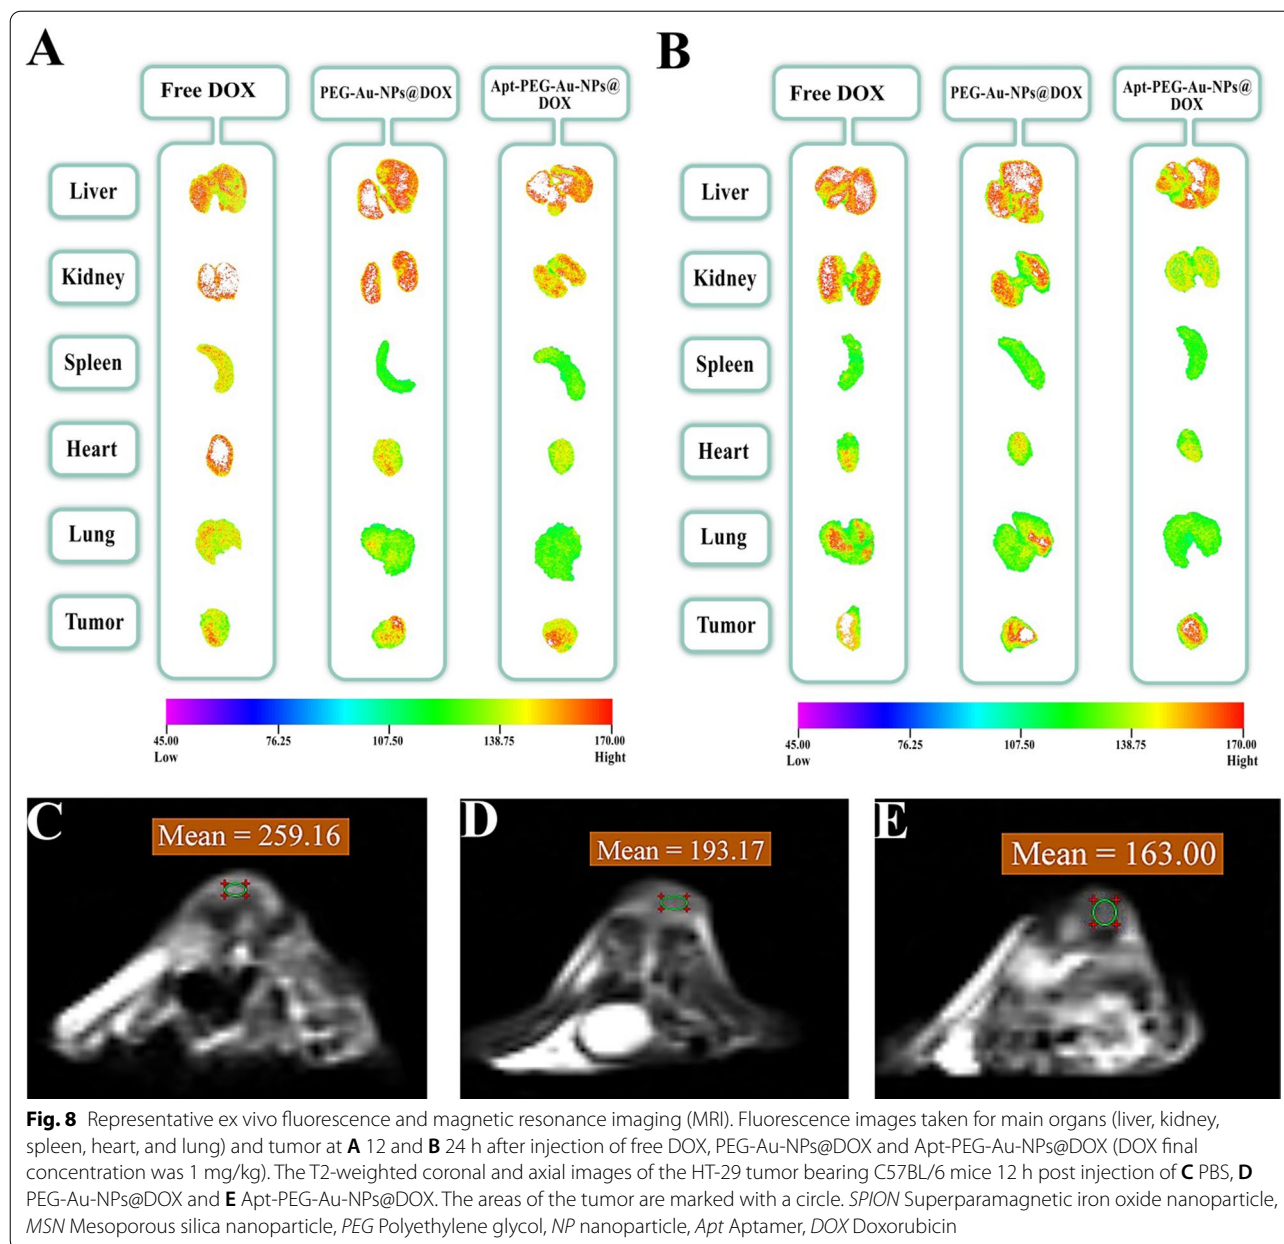 A
B
Free DOX
PEG-Au-NPs@DOX
Apt-PEG-Au-NPs@
DOX
Free DOX
PEG-Au-NPs@DOX
Apt-PEG-Au-NPs@
DOX
Liver
Liver
Kidney
Kidney
Spleen
Spleen
Heart
Heart
Lung
Lung
Tumor
Tumor
45.00
76.25
107.50
138.75
170.00
Low
Hight
45.00
76.25
107.50
138.75
170.00
Low
Hight
C
Mean = 259.16
D
Mean = 193.17
E
Mean = 163.00
Fig. 8 Representative ex vivo fluorescence and magnetic resonance imaging (MRI). Fluorescence images taken for main organs (liver, kidney,
spleen, heart, and lung) and tumor at A 12 and B 24 h after injection of free DOX, PEG-Au-NPs@DOX and Apt-PEG-Au-NPs@DOX (DOX final
concentration was 1 mg/kg). The T2-weighted coronal and axial images of the HT-29 tumor bearing C57BL/6 mice 12 h post injection of C PBS, D
PEG-Au-NPs@DOX and E Apt-PEG-Au-NPs@DOX. The areas of the tumor are marked with a circle. SPION Superparamagnetic iron oxide nanoparticle,
MSN Mesoporous silica nanoparticle, PEG Polyethylene glycol, NP nanoparticle, Apt Aptamer, DOX Doxorubicin